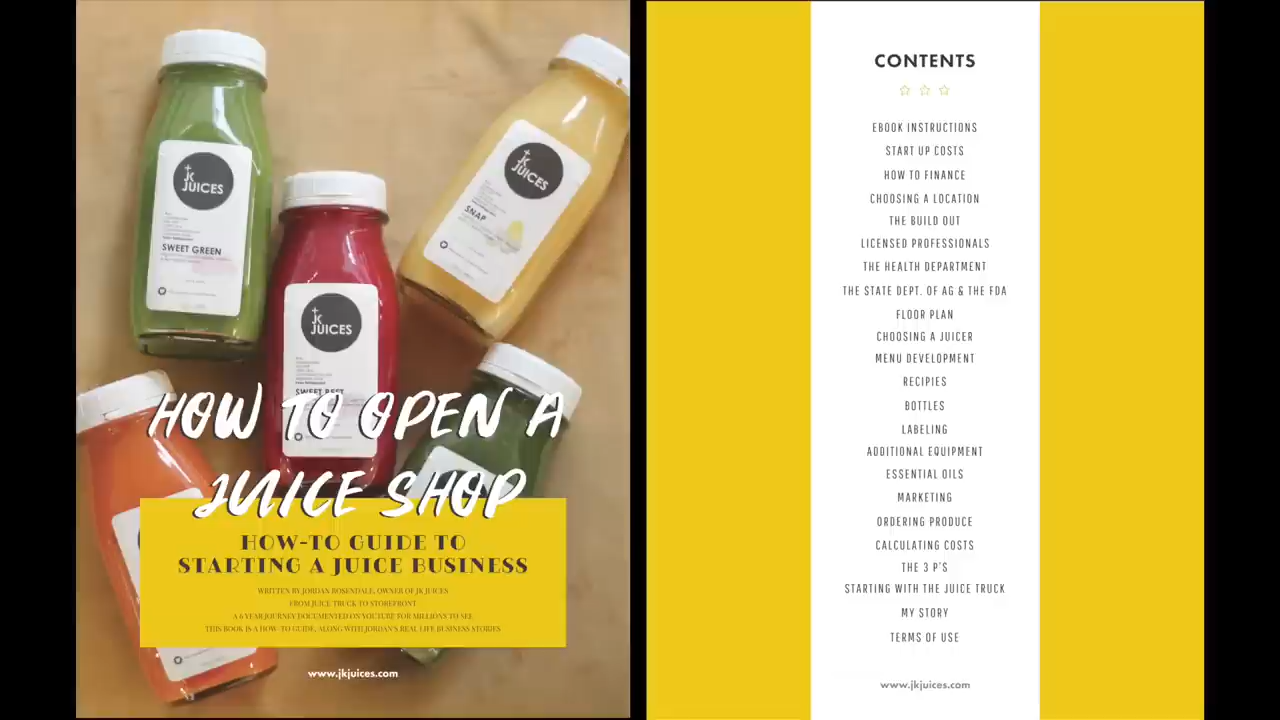 JK
JUICES
SWEET GREEN
JK
JUICES
SNAP
JK
JUICES
SWEET BEET
HOW TO OPEN A
JUICE SHOP
HOW-TO GUIDE TO
STARTING A JUICE BUSINESS
WRITTEN BY JORDAN ROSENDALE, OWNER OF JK JUICES
FROM JUICE TRUCK TO STOREFRONT
A 6 YEAR JOURNEY DOCUMENTED ON YOUTUBE FOR MILLIONS TO SEE
THIS BOOK IS A HOW-TO GUIDE, ALONG WITH JORDAN'S REAL LIFE BUSINESS STORIES
www.jkjuices.com
CONTENTS
EBOOK INSTRUCTIONS
START UP COSTS
HOW TO FINANCE
CHOOSING A LOCATION
THE BUILD OUT
LICENSED PROFESSIONALS
THE HEALTH DEPARTMENT
THE STATE DEPT. OF AG & THE FDA
FLOOR PLAN
CHOOSING A JUICER
MENU DEVELOPMENT
RECIPIES
BOTTLES
LABELING
ADDITIONAL EQUIPMENT
ESSENTIAL OILS
MARKETING
ORDERING PRODUCE
CALCULATING COSTS
THE 3 P'S
STARTING WITH THE JUICE TRUCK
MY STORY
TERMS OF USE
www.jkjuices.com